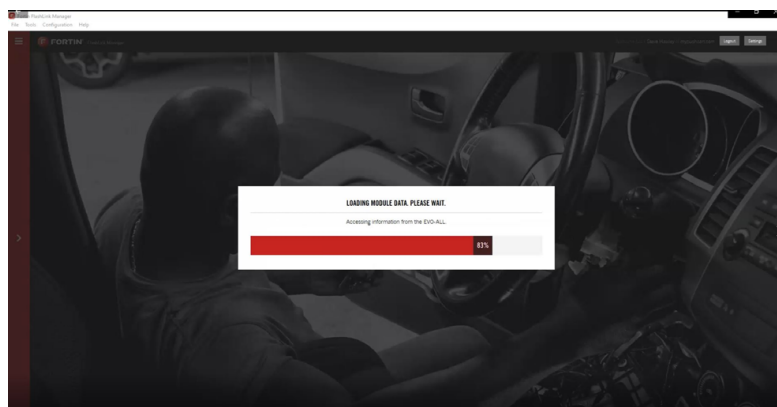 FlashLink Manager
File Tools Configuration Help
FORTIN
Logout Settings
LOADING MODULE DATA. PLEASE WAIT.
Accessing information from the EVO-ALL.
83%